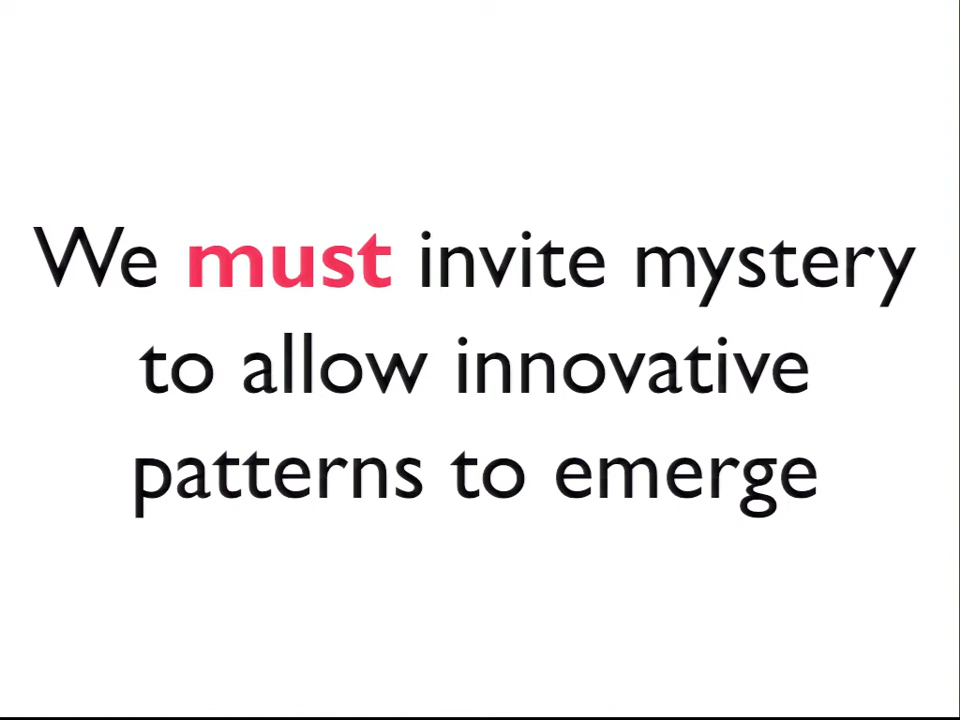 We must invite mystery
to allow innovative
patterns to emerge